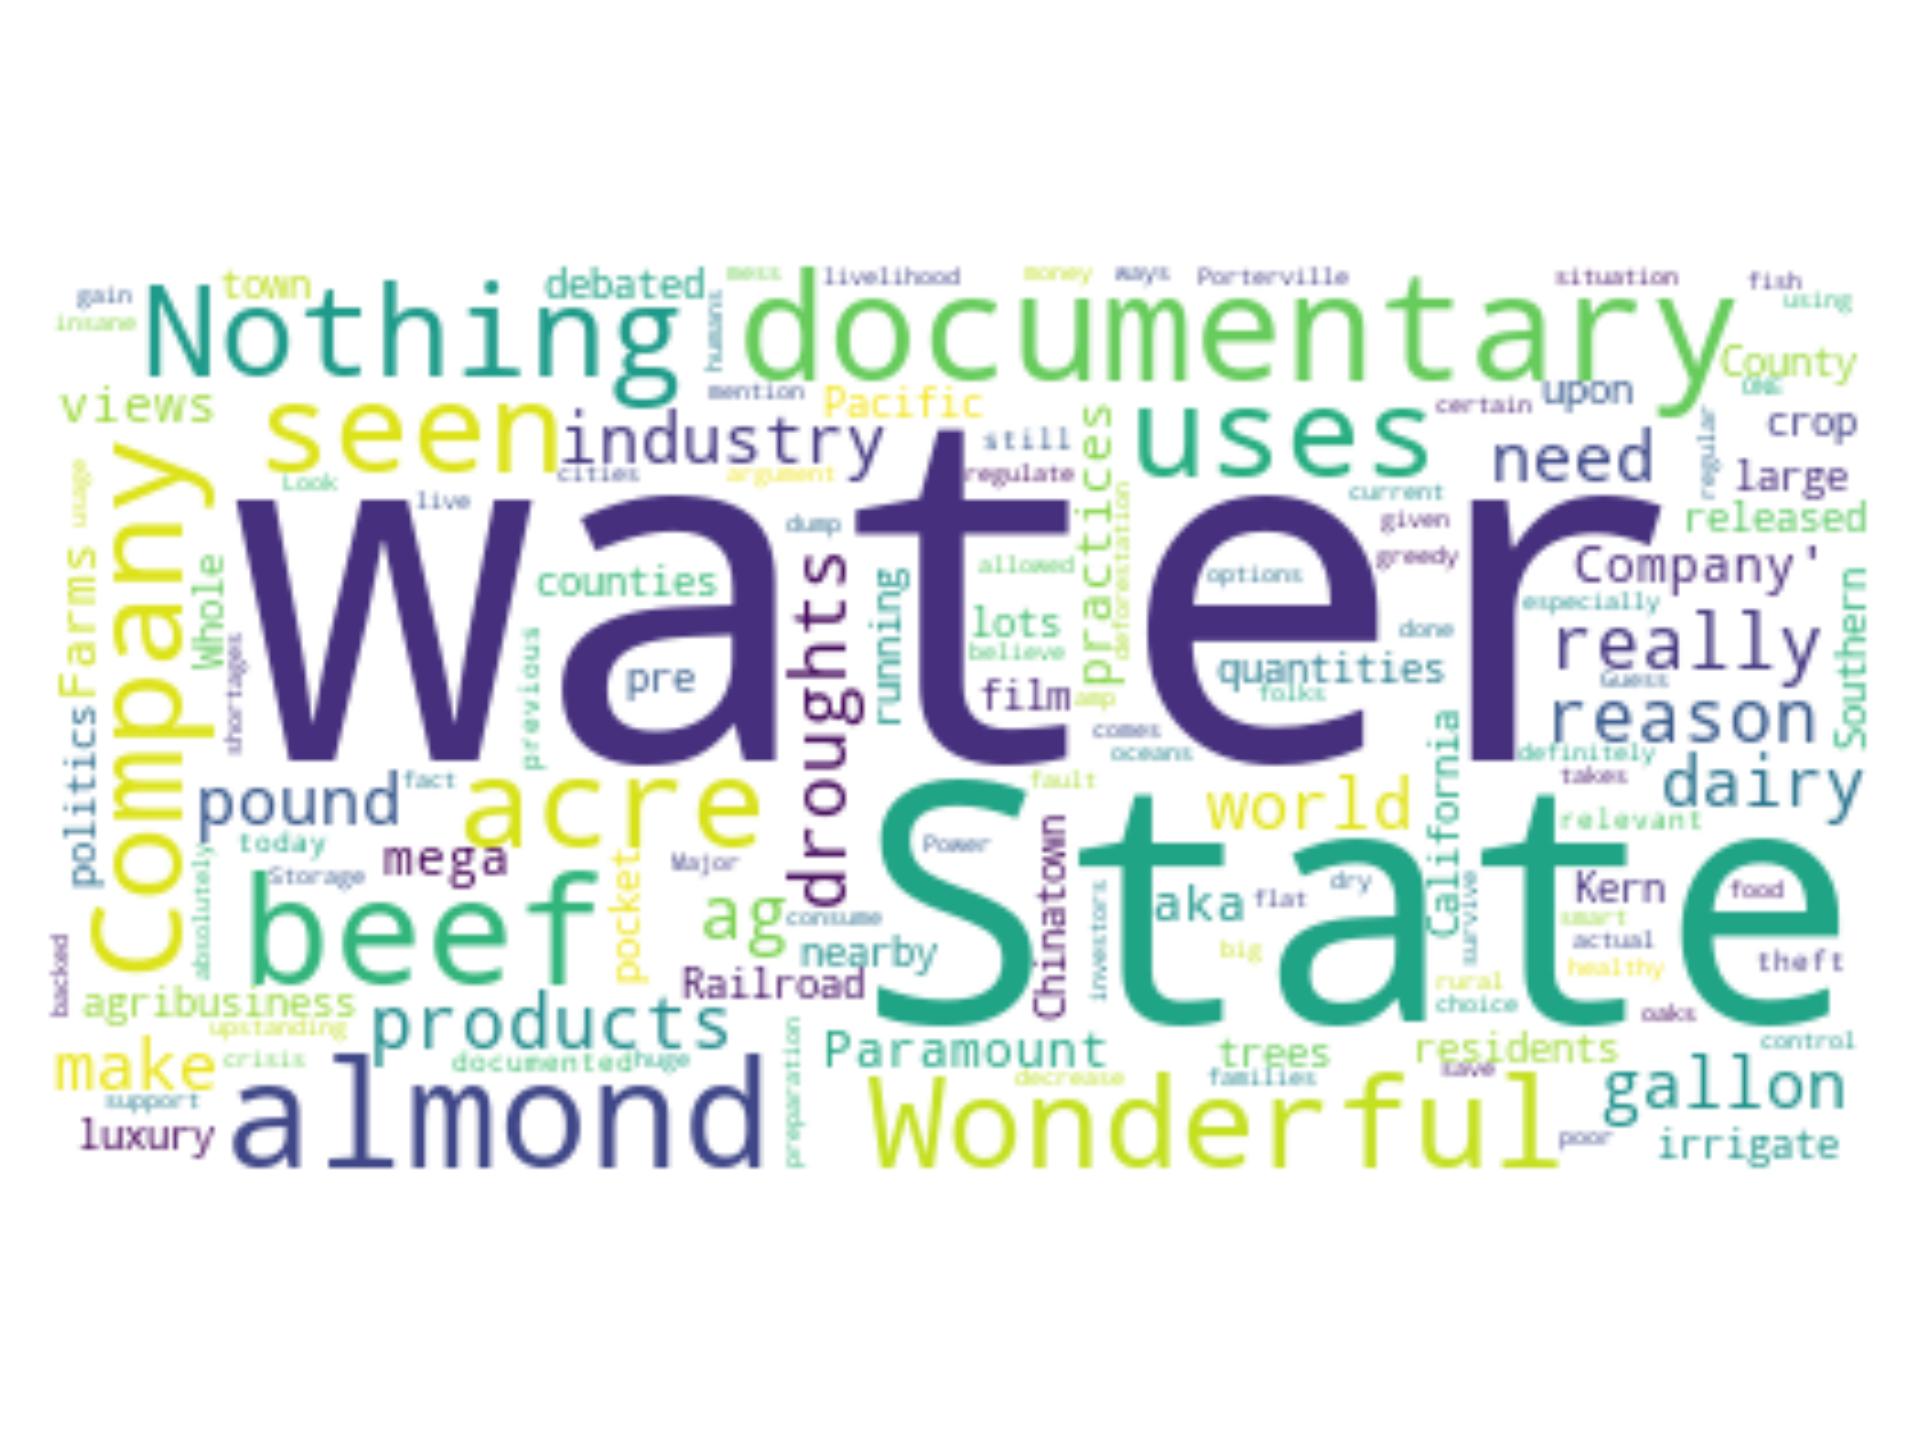 gain
town
debated
mess
livelihood
money
ways
Porterville
situation
fish
using
insane
Nothing
humans
documentary
County
views
mention
Pacific
certain
upon
ONE
seen
industry
still
practices
uses
need
regular
crop
large
Look
cities
argument
regulate
current
usage
Company
live
water
dump
deforestation
given
released
Farms
Whole
counties
droughts
running
allowed
options
greedy
Company'
especially
Southern
shortages
previous
pre
lots
believe
film
amp
done
quantities
folks
really
Guess
politics
comes
oceans
California
reason
definitely
pound
fact
acre
fault
world
takes
dairy
today
mega
Storage
Major
State
Power
Chinatown
relevant
absolutely
beef
pocket
ag
consume
nearby
investors
aka
flat
dry
big
survive
Kern
food
smart
actual
healthy
theft
backed
agribusiness
Railroad
rural
choice
oaks
upstanding
products
preparation
Paramount
trees
residents
control
make
crisis
documented
huge
decrease
families
save
gallon
support
luxury
almond
Wonderful
poor
irrigate